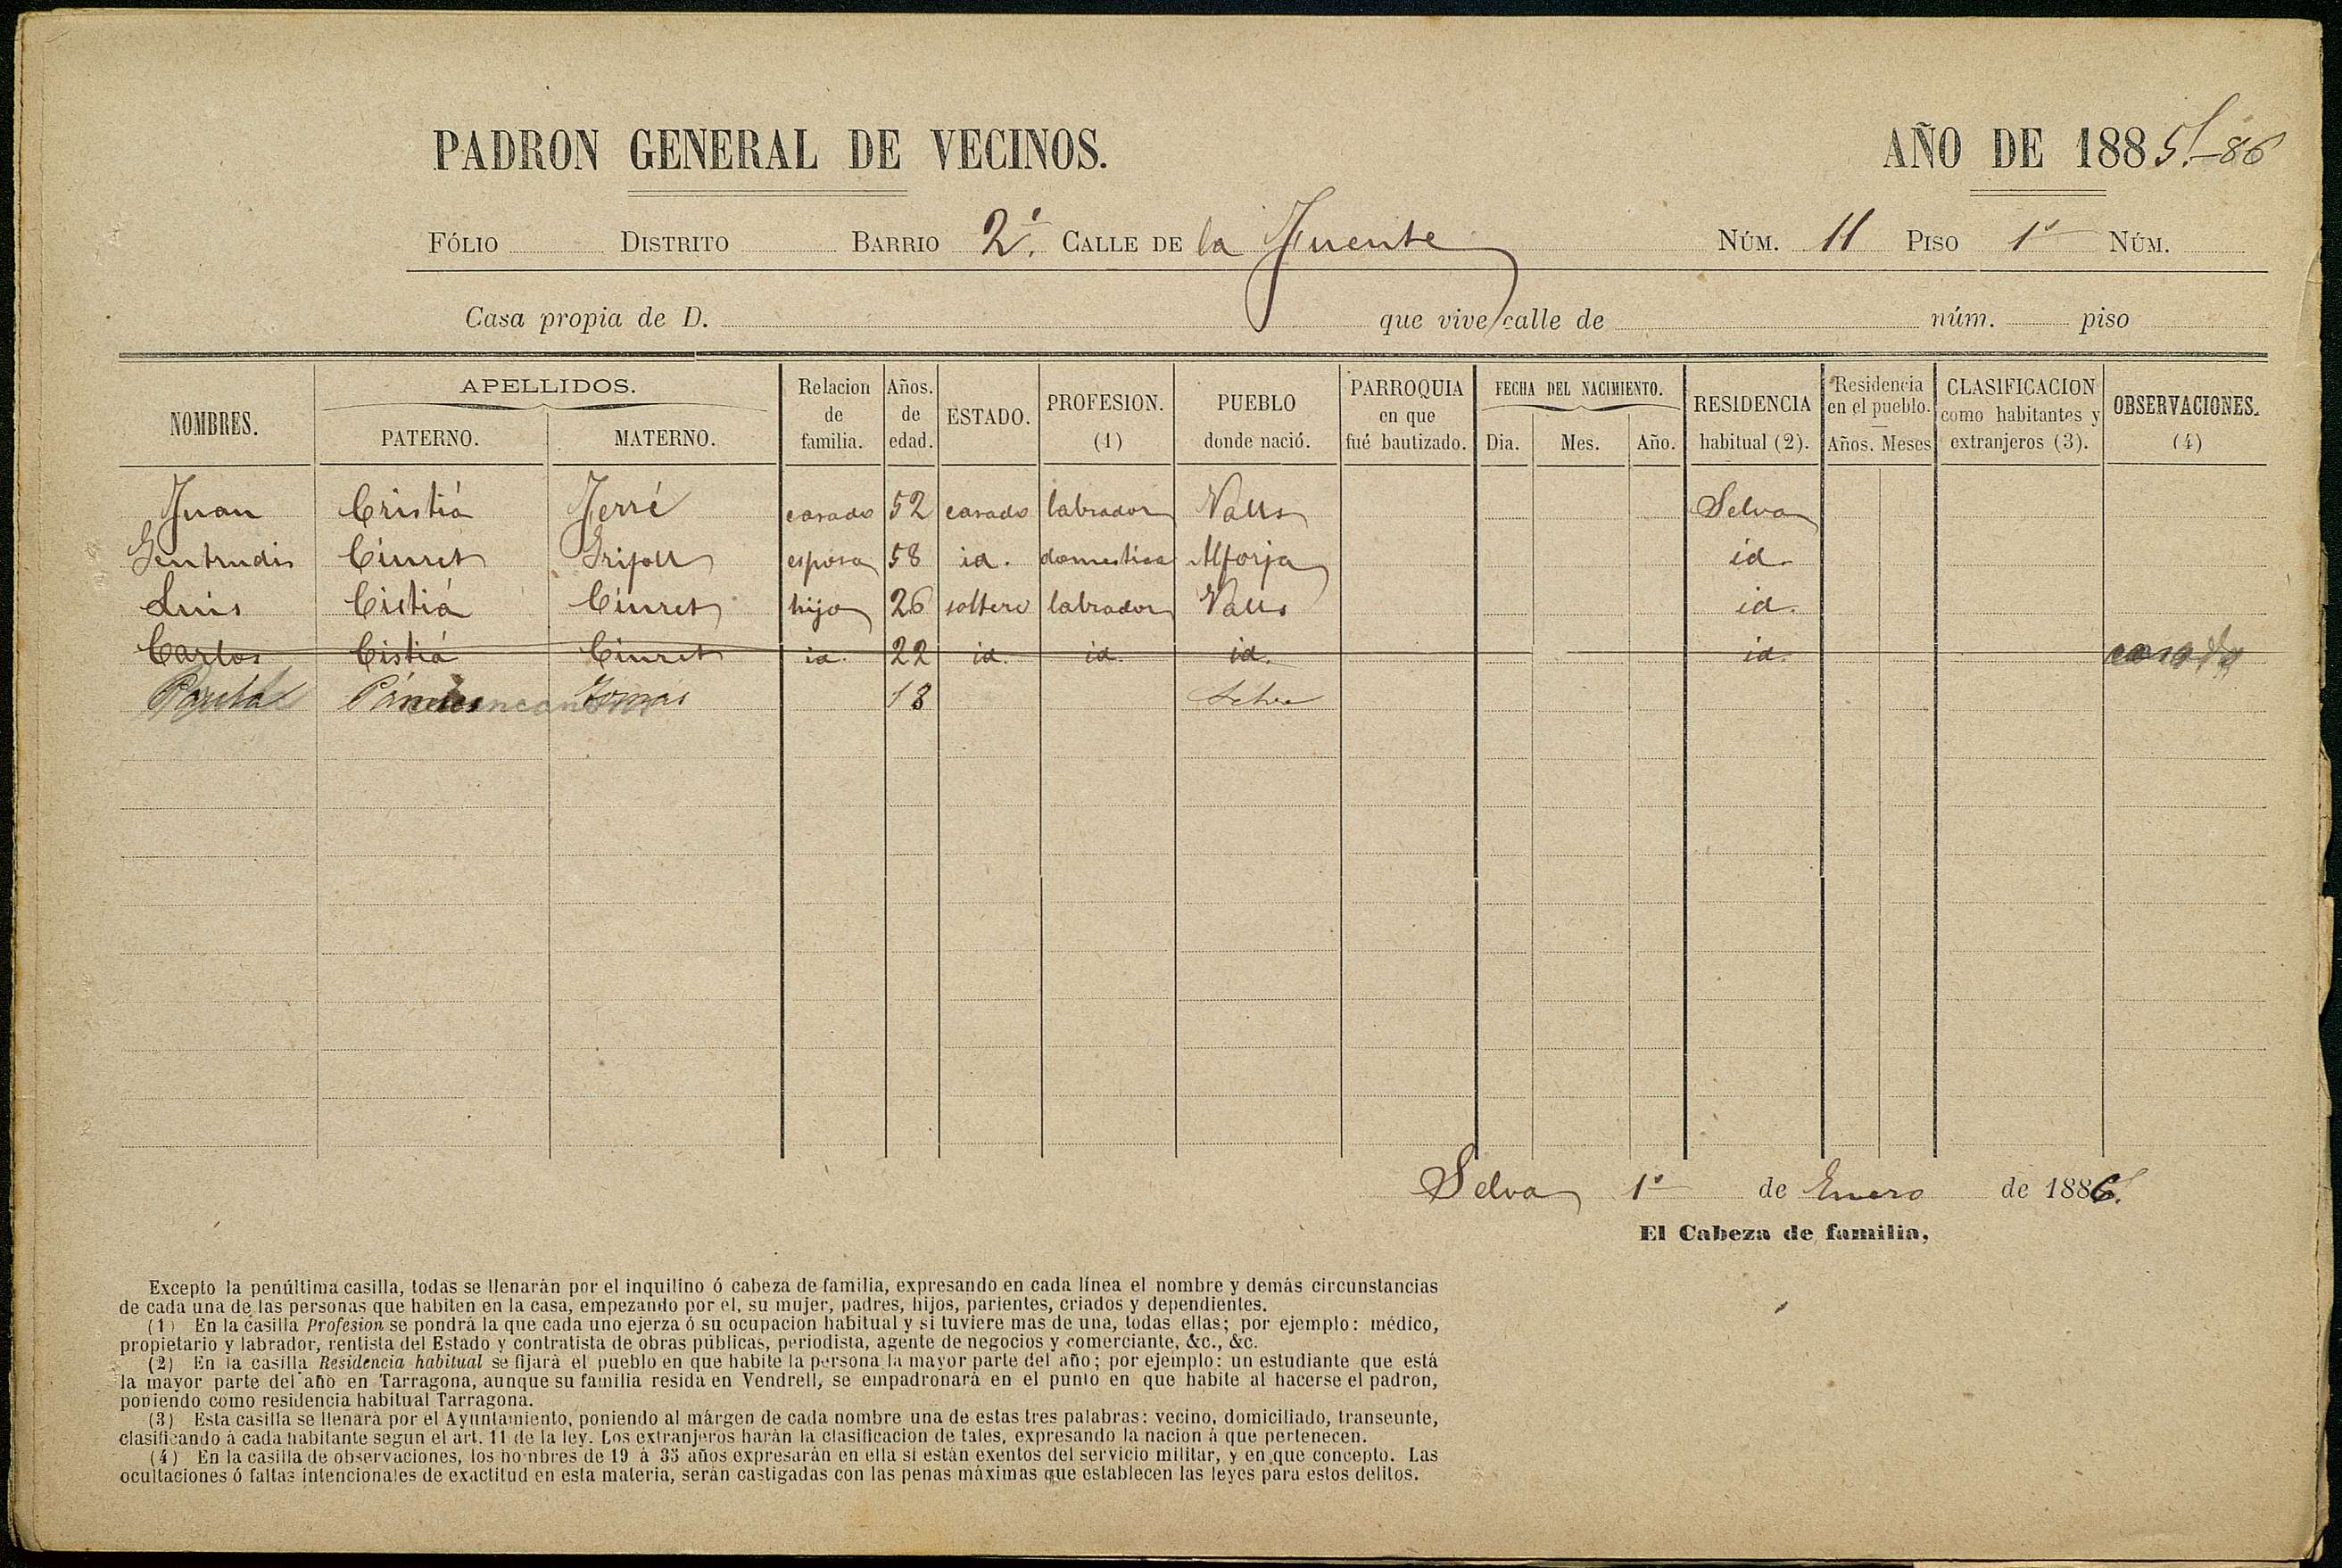 PADRON GENERAL DE VECINOS. AÑO DE 1885-86
FÓLIO DISTRITO BARRIO 2º. CALLE DE la Fuente NÚM. 11 PISO 1º NÚM.
Casa propia de D. que vive calle de núm. piso
NOMBRES. APELLIDOS. PATERNO. MATERNO. Relacion de familia. Años. de edad. ESTADO. PROFESION. (1) PUEBLO donde nació. PARROQUIA en que fué bautizado. FECHA DEL NACIMIENTO. Dia. Mes. Año. RESIDENCIA habitual (2). Residencia en el pueblo. Años. Meses CLASIFICACION como habitantes y extranjeros (3). OBSERVACIONES. (4)
Juan Cristiá Ferré casado 52 casado labrador Valls Selva
Gertrudis Ciuret Gripoll esposa 58 id. domestica Alforja id.
Luis Cistiá Ciuret hijo 26 soltero labrador Valls id.
Carlos Cistiá Ciuret id. 22 id. id. id. id. casado
Tomás 18 Selva
Selva 1º de Enero de 1886.
El Cabeza de familia,
Excepto la penúltima casilla, todas se llenarán por el inquilino ó cabeza de familia, expresando en cada línea el nombre y demás circunstancias
de cada una de las personas que habiten en la casa, empezando por el, su mujer, padres, hijos, parientes, criados y dependientes.
(1) En la casilla Profesion se pondrá la que cada uno ejerza ó su ocupacion habitual y si tuviere mas de una, todas ellas; por ejemplo: médico,
propietario y labrador, rentista del Estado y contratista de obras públicas, periodista, agente de negocios y comerciante, &c., &c.
(2) En la casilla Residencia habitual se fijará el pueblo en que habite la persona la mayor parte del año; por ejemplo: un estudiante que está
la mayor parte del año en Tarragona, aunque su familia resida en Vendrell, se empadronará en el punto en que habite al hacerse el padron,
poniendo como residencia habitual Tarragona.
(3) Esta casilla se llenará por el Ayuntamiento, poniendo al márgen de cada nombre una de estas tres palabras: vecino, domiciliado, transeunte,
clasificando á cada habitante segun el art. 11 de la ley. Los extranjeros harán la clasificacion de tales, expresando la nacion á que pertenecen.
(4) En la casilla de observaciones, los hombres de 19 á 35 años expresarán en ella si están exentos del servicio militar, y en que concepto. Las
ocultaciones ó faltas intencionales de exactitud en esta materia, serán castigadas con las penas máximas que establecen las leyes para estos delitos.